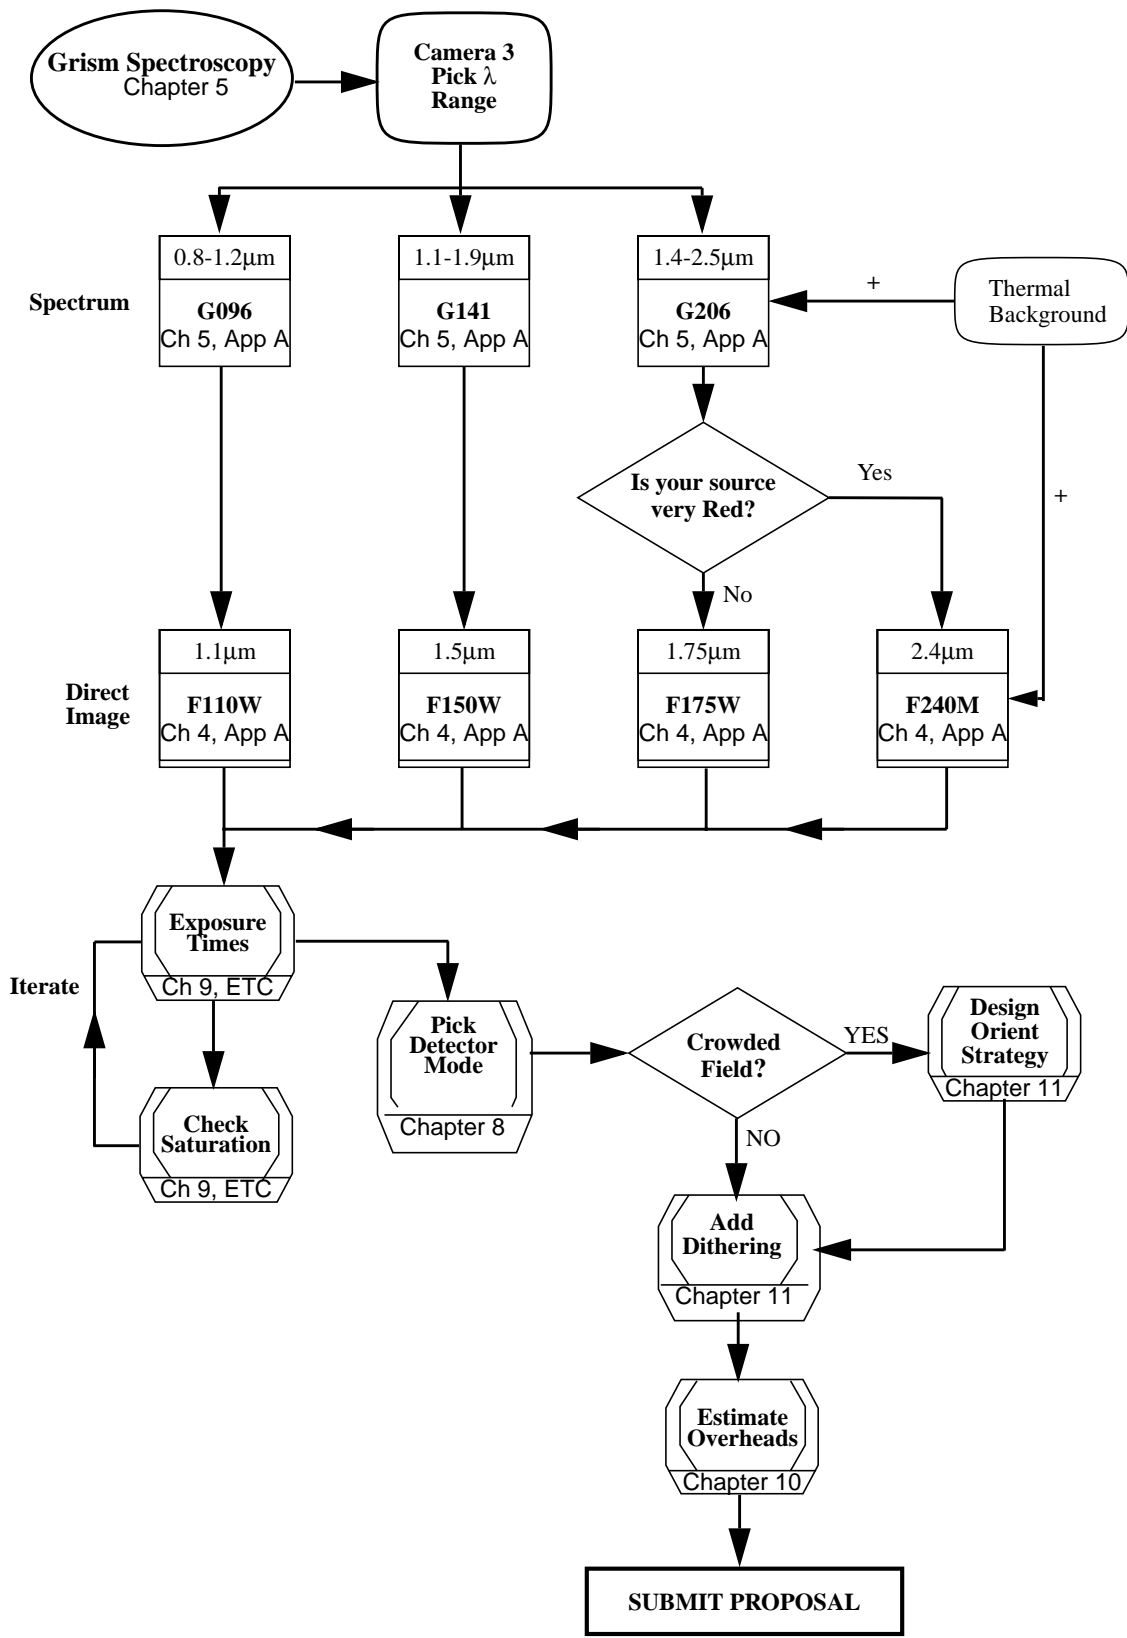 Grism Spectroscopy
Chapter 5
Camera 3
Pick λ
Range
0.8-1.2μm
1.1-1.9μm
1.4-2.5μm
Spectrum
G096
Ch 5, App A
G141
Ch 5, App A
G206
Ch 5, App A
+
Thermal
Background
Is your source
very Red?
Yes
+
No
1.1μm
1.5μm
1.75μm
2.4μm
Direct
Image
F110W
Ch 4, App A
F150W
Ch 4, App A
F175W
Ch 4, App A
F240M
Ch 4, App A
Exposure
Times
Ch 9, ETC
Iterate
Pick
Detector
Mode
Chapter 8
Crowded
Field?
YES
Design
Orient
Strategy
Chapter 11
Check
Saturation
Ch 9, ETC
NO
Add
Dithering
Chapter 11
Estimate
Overheads
Chapter 10
SUBMIT PROPOSAL